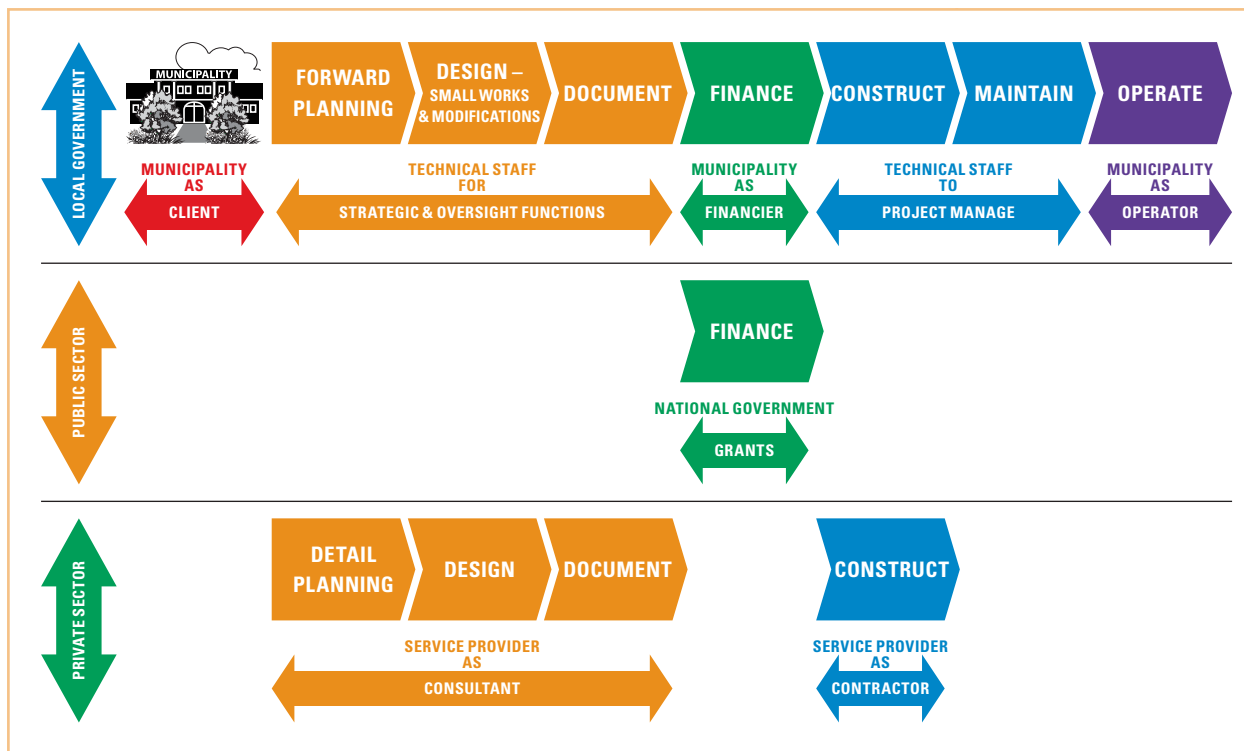 LOCAL GOVERNMENT
MUNICIPALITY
FORWARD
PLANNING
DESIGN –
SMALL WORKS
& MODIFICATIONS
DOCUMENT
FINANCE
CONSTRUCT
MAINTAIN
OPERATE
MUNICIPALITY
AS
CLIENT
TECHNICAL STAFF
FOR
STRATEGIC & OVERSIGHT FUNCTIONS
MUNICIPALITY
AS
FINANCIER
TECHNICAL STAFF
TO
PROJECT MANAGE
MUNICIPALITY
AS
OPERATOR
PUBLIC SECTOR
FINANCE
NATIONAL GOVERNMENT
GRANTS
PRIVATE SECTOR
DETAIL
PLANNING
DESIGN
DOCUMENT
CONSTRUCT
SERVICE PROVIDER
AS
CONSULTANT
SERVICE PROVIDER
AS
CONTRACTOR